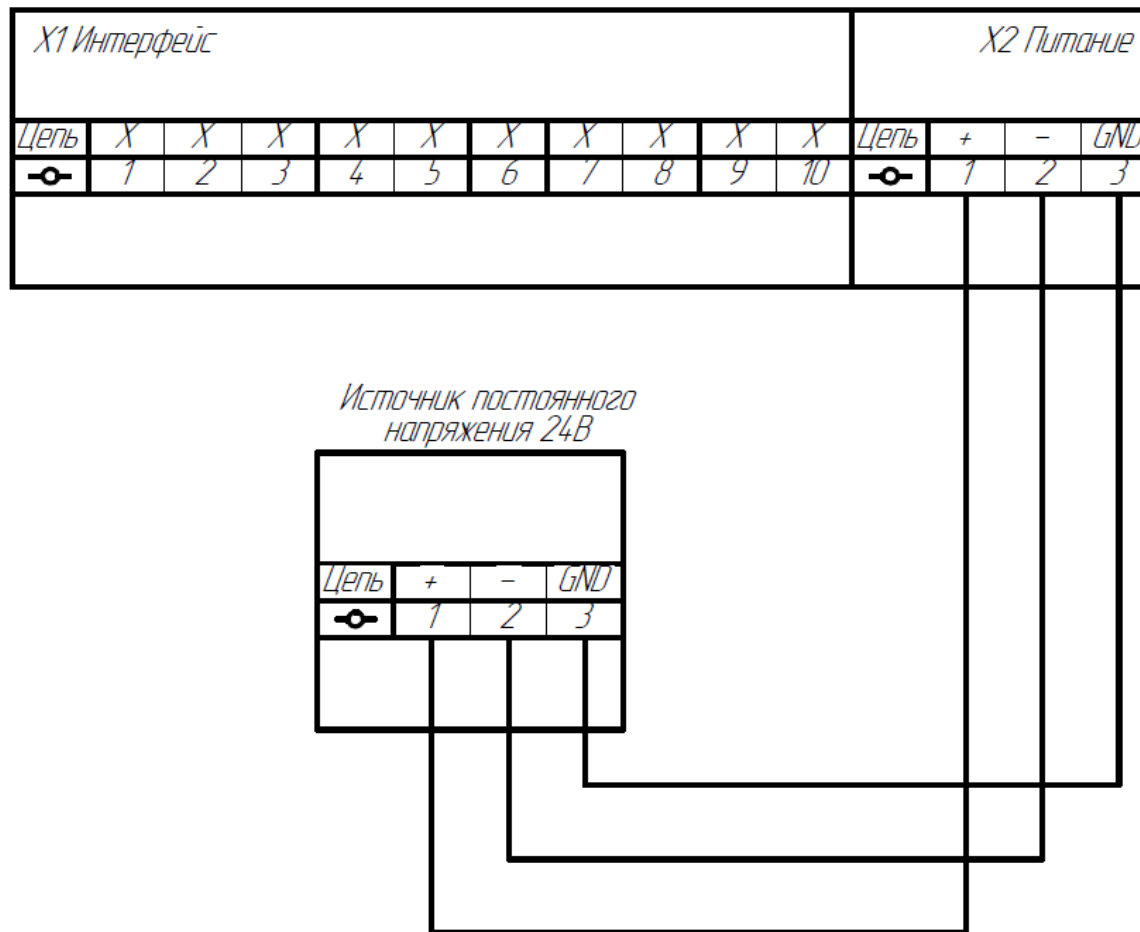 X1 Интерфейс
X2 Питание
Цепь X X X X X X X X X X Цепь + - GND
1 2 3 4 5 6 7 8 9 10 1 2 3
Источник постоянного
напряжения 24В
Цепь + - GND
1 2 3